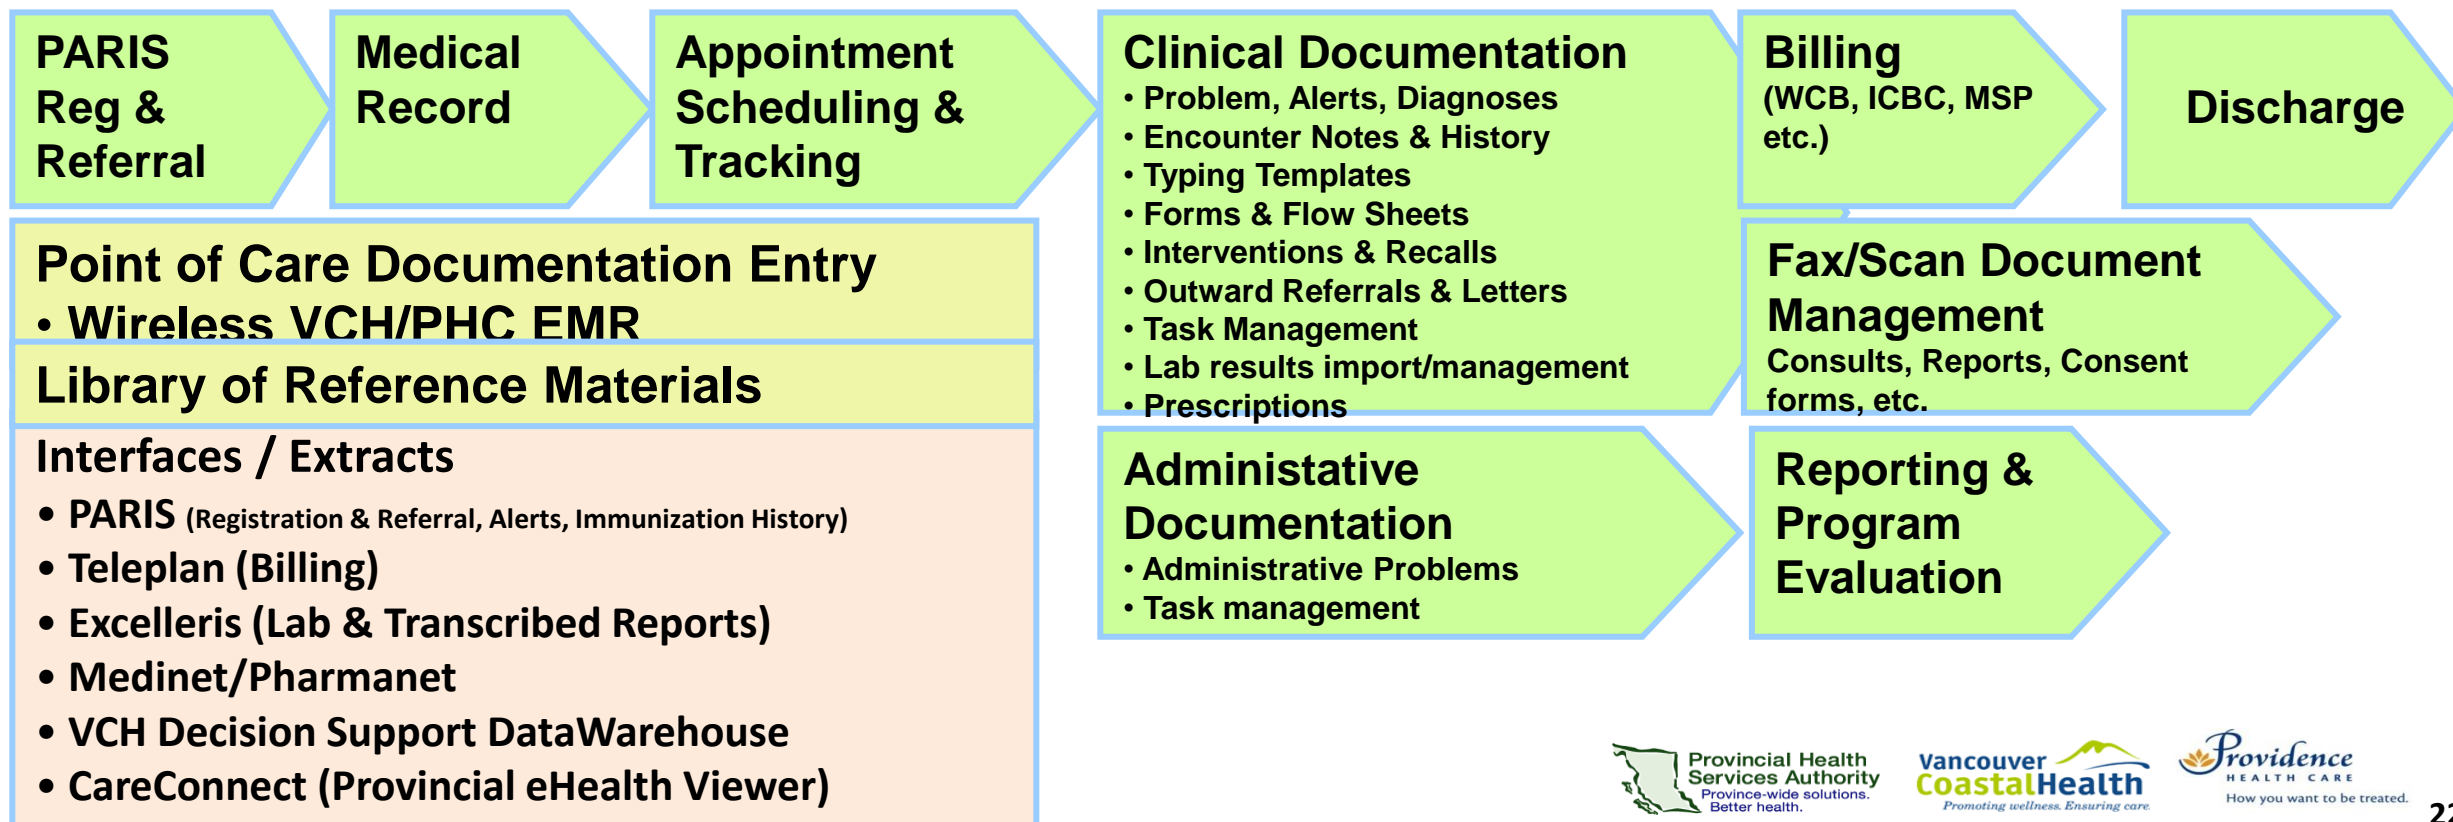 PARIS
Reg &
Referral
Medical
Record
Appointment
Scheduling &
Tracking
Clinical Documentation
• Problem, Alerts, Diagnoses
• Encounter Notes & History
• Typing Templates
• Forms & Flow Sheets
• Interventions & Recalls
• Outward Referrals & Letters
• Task Management
• Lab results import/management
• Prescriptions
Billing
(WCB, ICBC, MSP
etc.)
Discharge
Point of Care Documentation Entry
• Wireless VCH/PHC EMR
Library of Reference Materials
Fax/Scan Document
Management
Consults, Reports, Consent
forms, etc.
Interfaces / Extracts
• PARIS (Registration & Referral, Alerts, Immunization History)
• Teleplan (Billing)
• Excelleris (Lab & Transcribed Reports)
• Medinet/Pharmanet
• VCH Decision Support DataWarehouse
• CareConnect (Provincial eHealth Viewer)
Administative
Documentation
• Administrative Problems
• Task management
Reporting &
Program
Evaluation
Provincial Health
Services Authority
Province-wide solutions.
Better health.
Vancouver
CoastalHealth
Promoting wellness. Ensuring care.
Providence
HEALTH CARE
How you want to be treated.
22